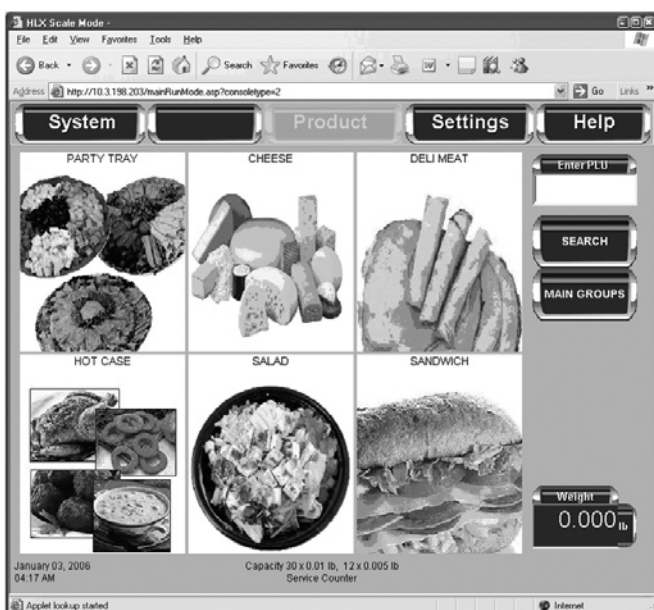 HLX Scale Mode -
File Edit View Favorites Tools Help
Back Search Favorites
Address http://10.3.198.203/mainRunMode.asp?consoletype=2 Go Links »
System Product Settings Help
PARTY TRAY CHEESE DELI MEAT
Enter PLU
SEARCH
MAIN GROUPS
HOT CASE SALAD SANDWICH
Weight
0.000 lb
January 03, 2006 Capacity 30 x 0.01 lb, 12 x 0.005 lb
04:17 AM Service Counter
Applet lookup started Internet